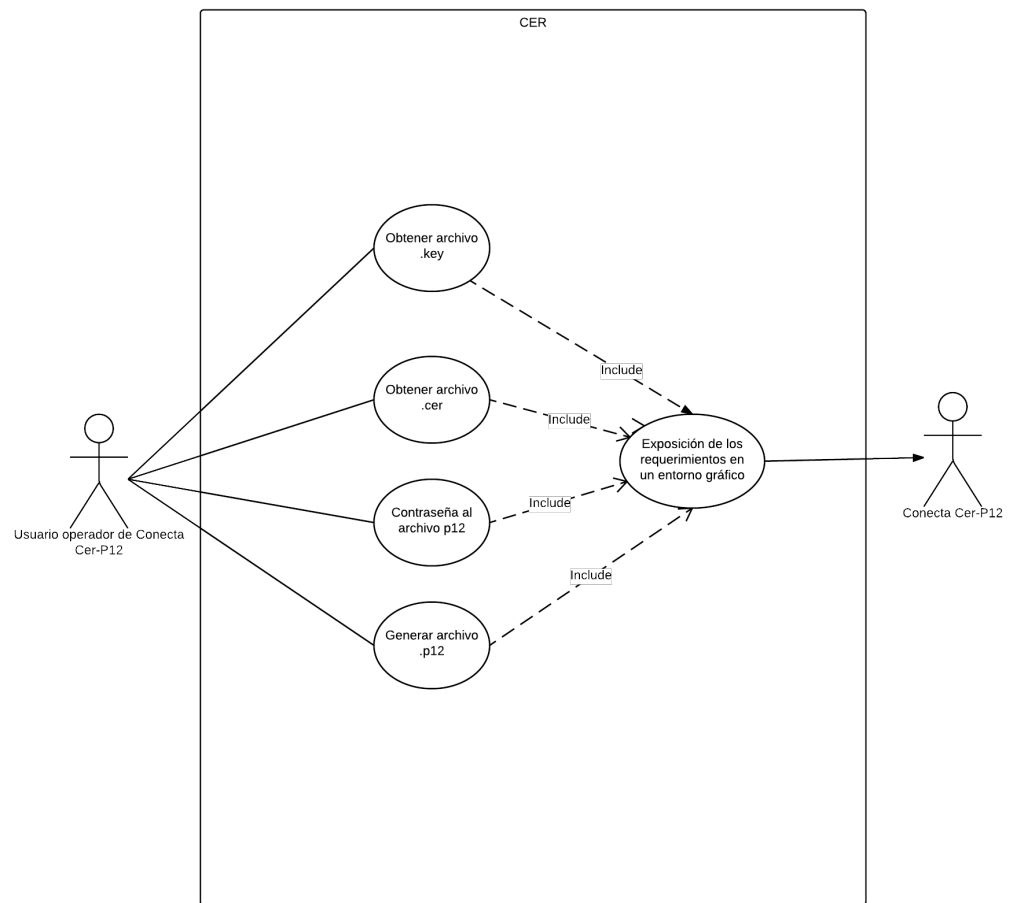 CER
Obtener archivo
.key
Include
Obtener archivo
.cer
Include
Exposición de los
requerimientos en
un entorno gráfico
Include
Contraseña al
archivo p12
Include
Generar archivo
.p12
Usuario operador de Conecta
Cer-P12
Conecta Cer-P12